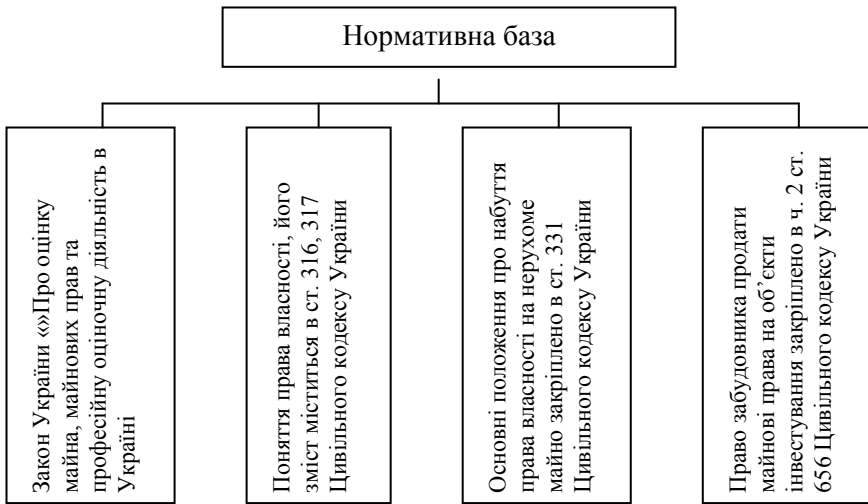 Нормативна база
Закон України «»Про оцінку
майна, майнових прав та
професійну оціночну діяльність в
Україні
Поняття права власності, його
зміст міститься в ст. 316, 317
Цивільного кодексу України
Основні положення про набуття
права власності на нерухоме
майно закріплено в ст. 331
Цивільного кодексу України
Право забудовника продати
майнові права на об’єкти
інвестування закріплено в ч. 2 ст.
656 Цивільного кодексу України